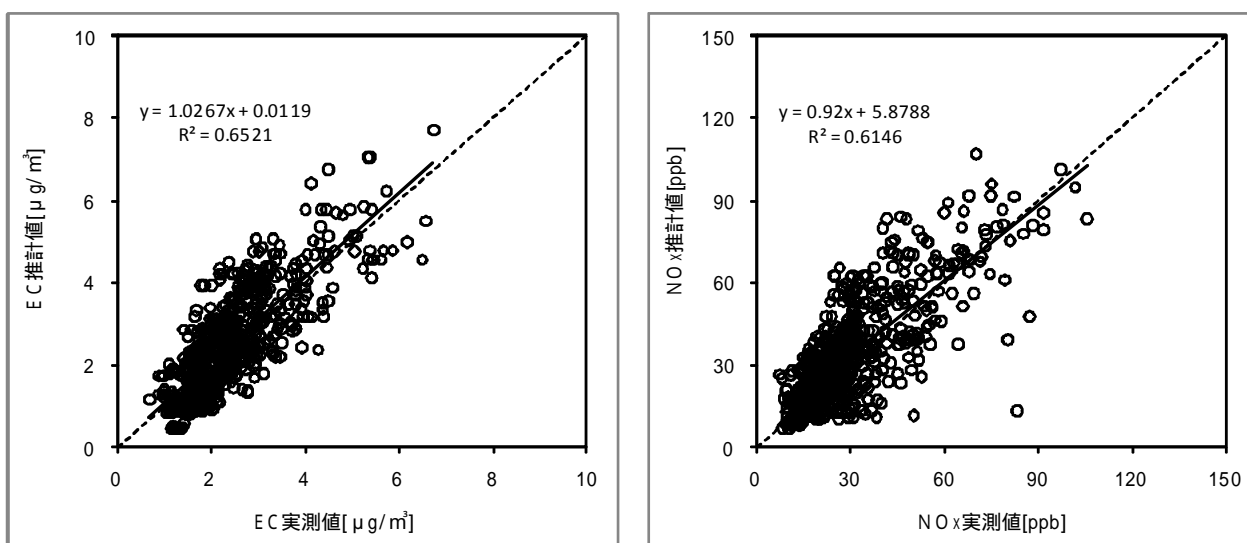 10
8
6
4
2
0
EC推計値[μg/㎥]
y = 1.0267x + 0.0119
R² = 0.6521
0 2 4 6 8 10
EC実測値[μg/㎥]
150
120
90
60
30
0
NOx推計値[ppb]
y = 0.92x + 5.8788
R² = 0.6146
0 30 60 90 120 150
NOx実測値[ppb]